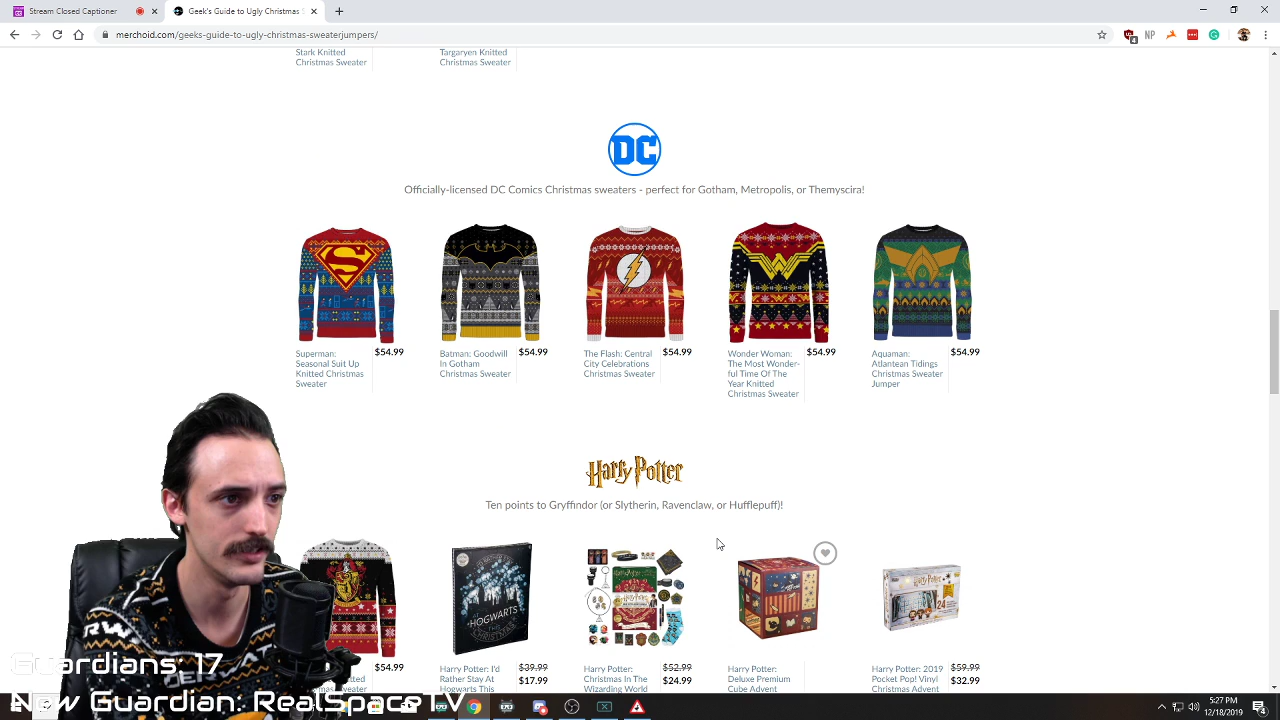 Stream Closed Captioner
Geek's Guide to Ugly Christmas S
merchoid.com/geeks-guide-to-ugly-christmas-sweaterjumpers/
NP
4
Stark Knitted
Christmas Sweater
Targaryen Knitted
Christmas Sweater
DC
Officially-licensed DC Comics Christmas sweaters - perfect for Gotham, Metropolis, or Themyscira!
Superman:
Seasonal Suit Up
Knitted Christmas
Sweater
$54.99
Batman: Goodwill
In Gotham
Christmas Sweater
$54.99
The Flash: Central
City Celebrations
Christmas Sweater
$54.99
Wonder Woman:
The Most Wonder-
ful Time Of The
Year Knitted
Christmas Sweater
$54.99
Aquaman:
Atlantean Tidings
Christmas Sweater
Jumper
$54.99
Harry Potter
Ten points to Gryffindor (or Slytherin, Ravenclaw, or Hufflepuff)!
HOGWARTS
$54.99
Harry Potter: I'd
Rather Stay At
Hogwarts This
$39.99
$17.99
Harry Potter:
Christmas In The
Wizarding World
$52.99
$24.99
Harry Potter:
Deluxe Premium
Cube Advent
Harry Potter: 2019
Pocket Pop! Vinyl
Christmas Advent
$59.99
$32.99
Guardians: 17
New Guardian: RealSpaceTV
5:27 PM
12/18/2019